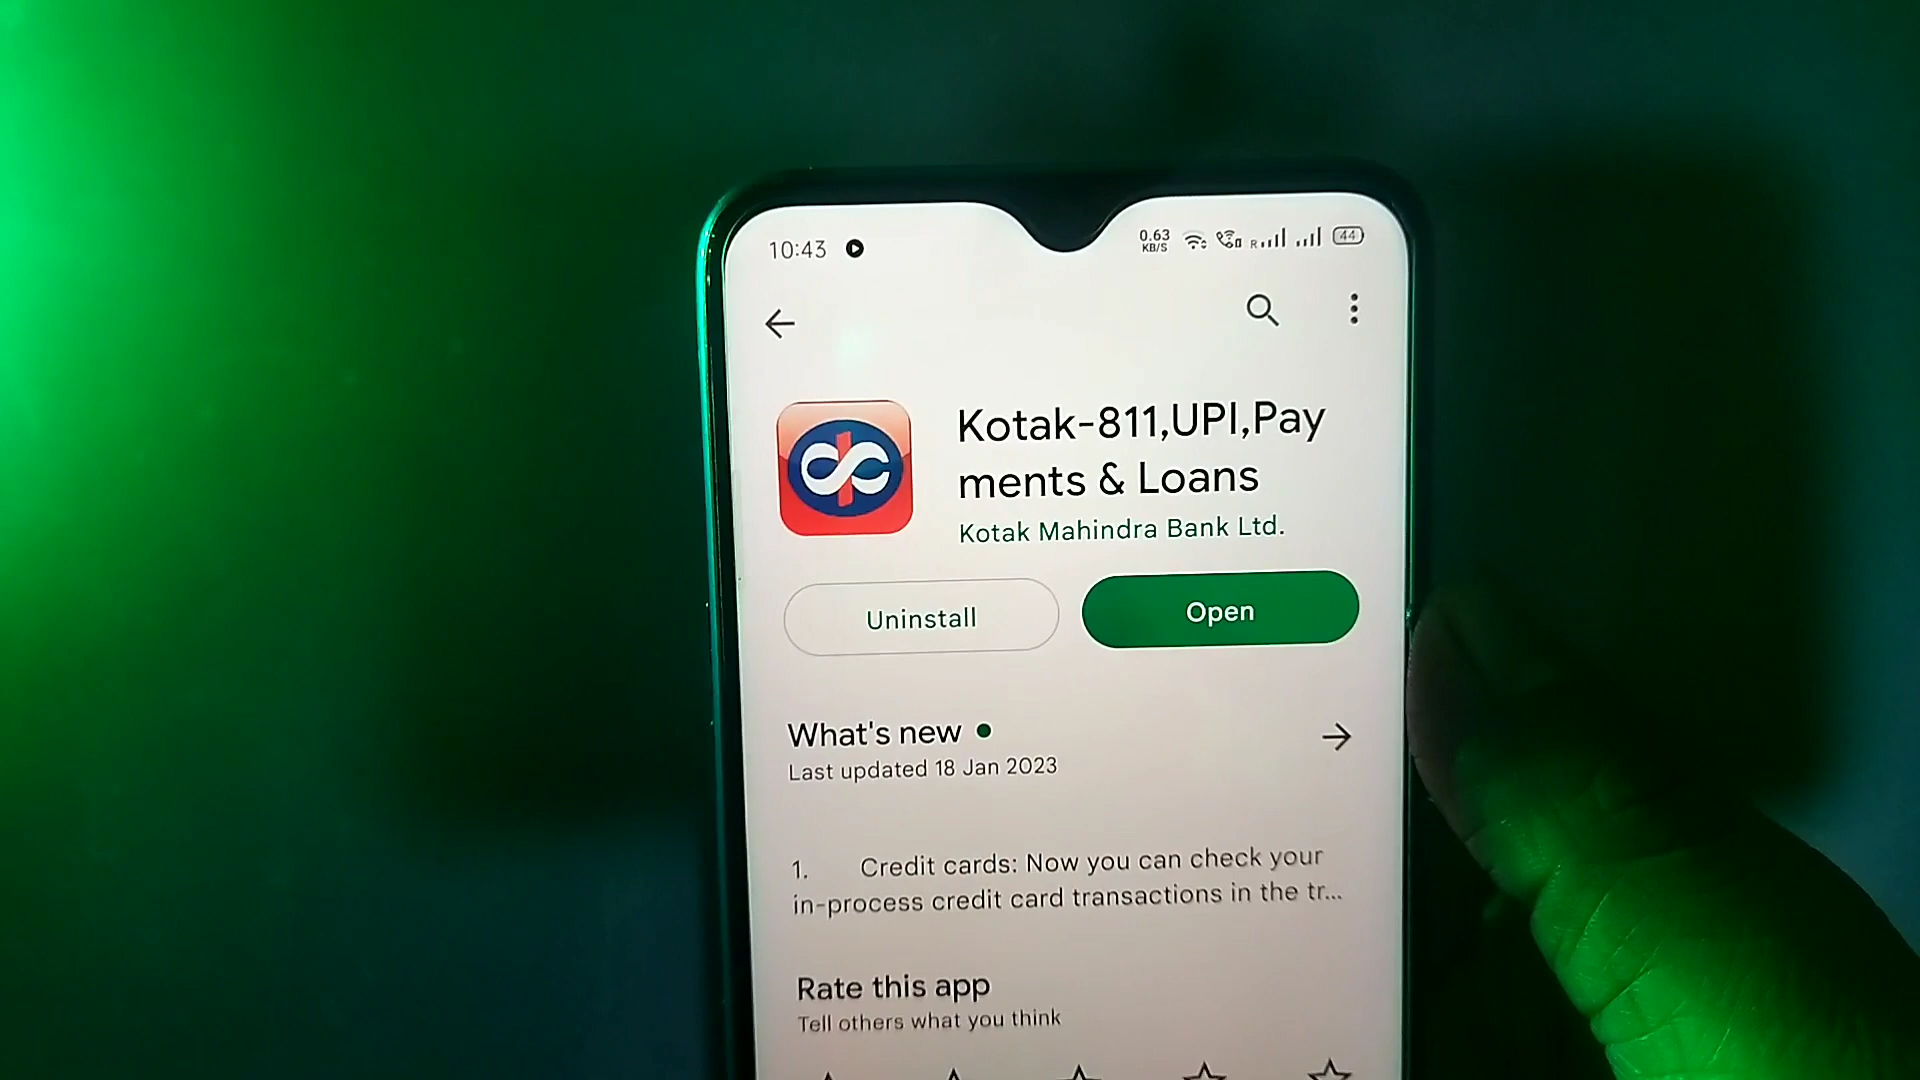 10:43
0.63
KB/S
R
44
Kotak-811,UPI,Pay
ments & Loans
Kotak Mahindra Bank Ltd.
Uninstall
Open
What's new
Last updated 18 Jan 2023
1. Credit cards: Now you can check your
in-process credit card transactions in the tr...
Rate this app
Tell others what you think